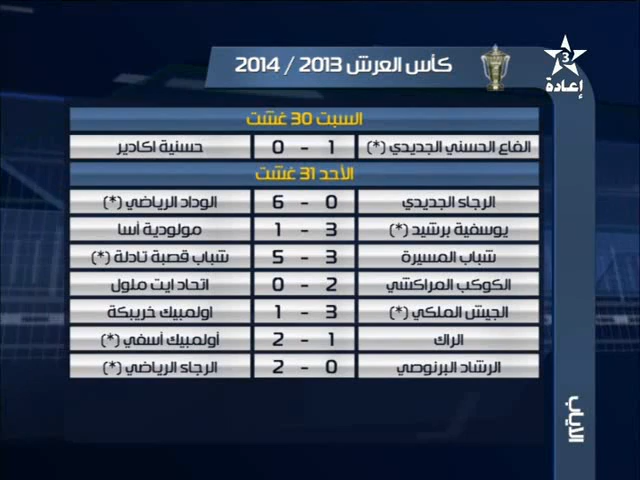 كأس العرش 2013 / 2014
3
إعادة
السبت 30 غشت
الفاع الحسني الجديدي (*) 1 - 0 حسنية اكادير
الأحد 31 غشت
الرجاء الجديدي 0 - 6 الوداد الرياضي (*)
يوسفية برشيد (*) 3 - 1 مولودية آسا
شباب المسيرة 3 - 5 شباب قصبة تادلة (*)
الكوكب المراكشي 2 - 0 اتحاد ايت ملول
الجيش الملكي (*) 3 - 1 اولمبيك خريبكة
الراك 1 - 2 أولمبيك أسفي (*)
الرشاد البرنوصي 0 - 2 الرجاء الرياضي (*)
الاياب